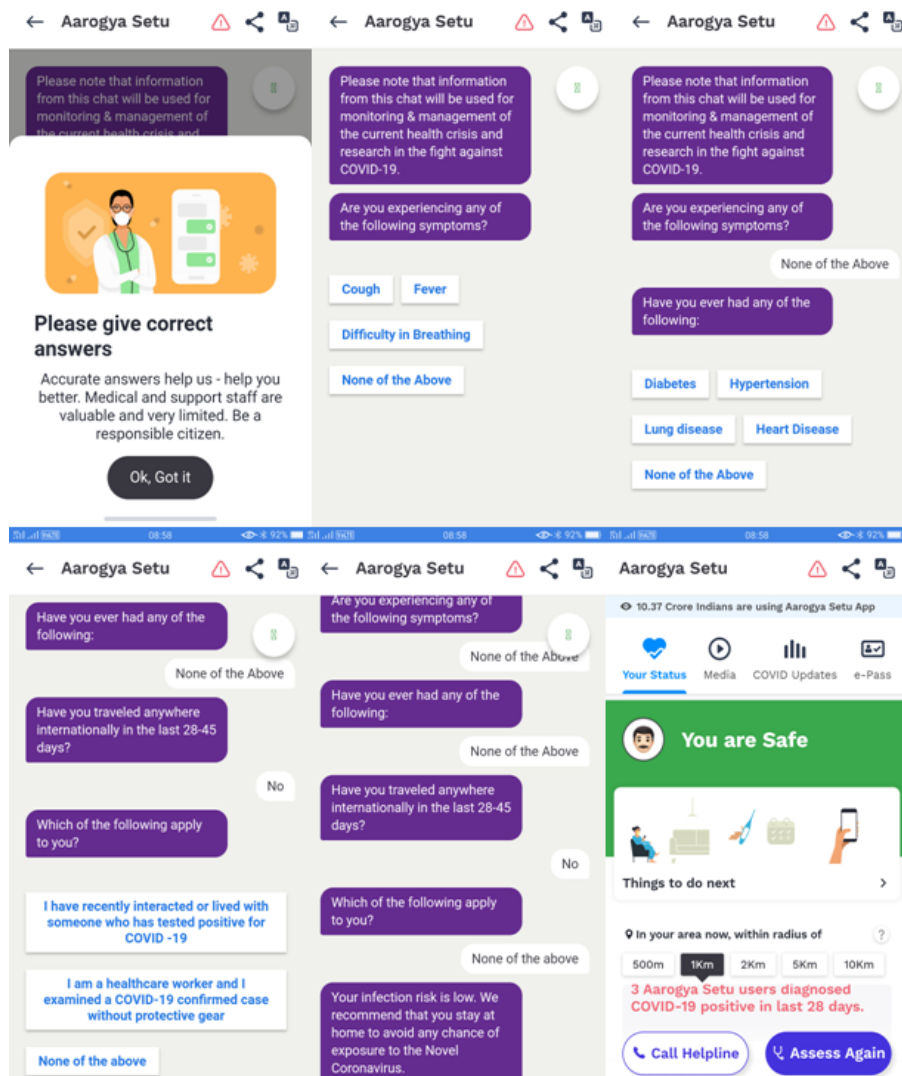 Aarogya Setu
Please note that information
from this chat will be used for
monitoring & management of
the current health crisis and
Please give correct
answers
Accurate answers help us - help you
better. Medical and support staff are
valuable and very limited. Be a
responsible citizen.
Ok, Got it
08:58
92%
Aarogya Setu
Please note that information
from this chat will be used for
monitoring & management of
the current health crisis and
research in the fight against
COVID-19.
Are you experiencing any of
the following symptoms?
Cough
Fever
Difficulty in Breathing
None of the Above
08:58
92%
Aarogya Setu
Please note that information
from this chat will be used for
monitoring & management of
the current health crisis and
research in the fight against
COVID-19.
Are you experiencing any of
the following symptoms?
None of the Above
Have you ever had any of the
following:
Diabetes
Hypertension
Lung disease
Heart Disease
None of the Above
08:58
92%
Aarogya Setu
Have you ever had any of the
following:
None of the Above
Have you traveled anywhere
internationally in the last 28-45
days?
No
Which of the following apply
to you?
I have recently interacted or lived with
someone who has tested positive for
COVID -19
I am a healthcare worker and I
examined a COVID-19 confirmed case
without protective gear
None of the above
Aarogya Setu
Are you experiencing any of
the following symptoms?
None of the Above
Have you ever had any of the
following:
None of the Above
Have you traveled anywhere
internationally in the last 28-45
days?
No
Which of the following apply
to you?
None of the above
Your infection risk is low. We
recommend that you stay at
home to avoid any chance of
exposure to the Novel
Coronavirus.
Aarogya Setu
10.37 Crore Indians are using Aarogya Setu App
Your Status
Media
COVID Updates
e-Pass
You are Safe
Things to do next
In your area now, within radius of
?
500m
1Km
2Km
5Km
10Km
3 Aarogya Setu users diagnosed
COVID-19 positive in last 28 days.
Call Helpline
Assess Again